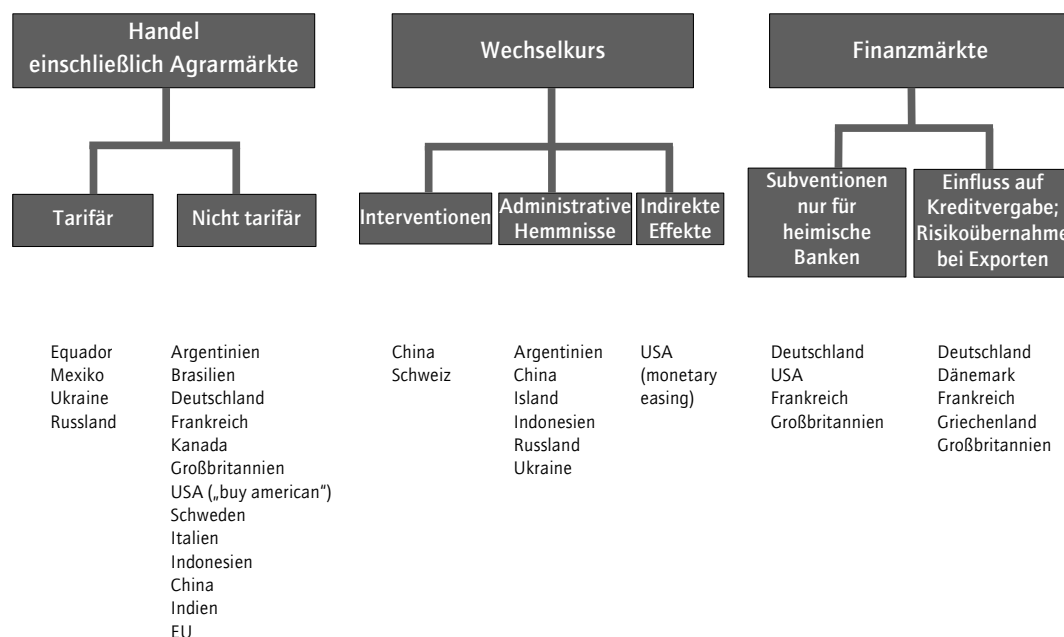 Handel
einschließlich Agrarmärkte
Tarifär
Nicht tarifär
Equador
Mexiko
Ukraine
Russland
Argentinien
Brasilien
Deutschland
Frankreich
Kanada
Großbritannien
USA („buy american“)
Schweden
Italien
Indonesien
China
Indien
EU
Wechselkurs
Interventionen
Administrative
Hemmnisse
Indirekte
Effekte
China
Schweiz
Argentinien
China
Island
Indonesien
Russland
Ukraine
USA
(monetary
easing)
Finanzmärkte
Subventionen
nur für
heimische
Banken
Einfluss auf
Kreditvergabe;
Risikoübernahme
bei Exporten
Deutschland
USA
Frankreich
Großbritannien
Deutschland
Dänemark
Frankreich
Griechenland
Großbritannien